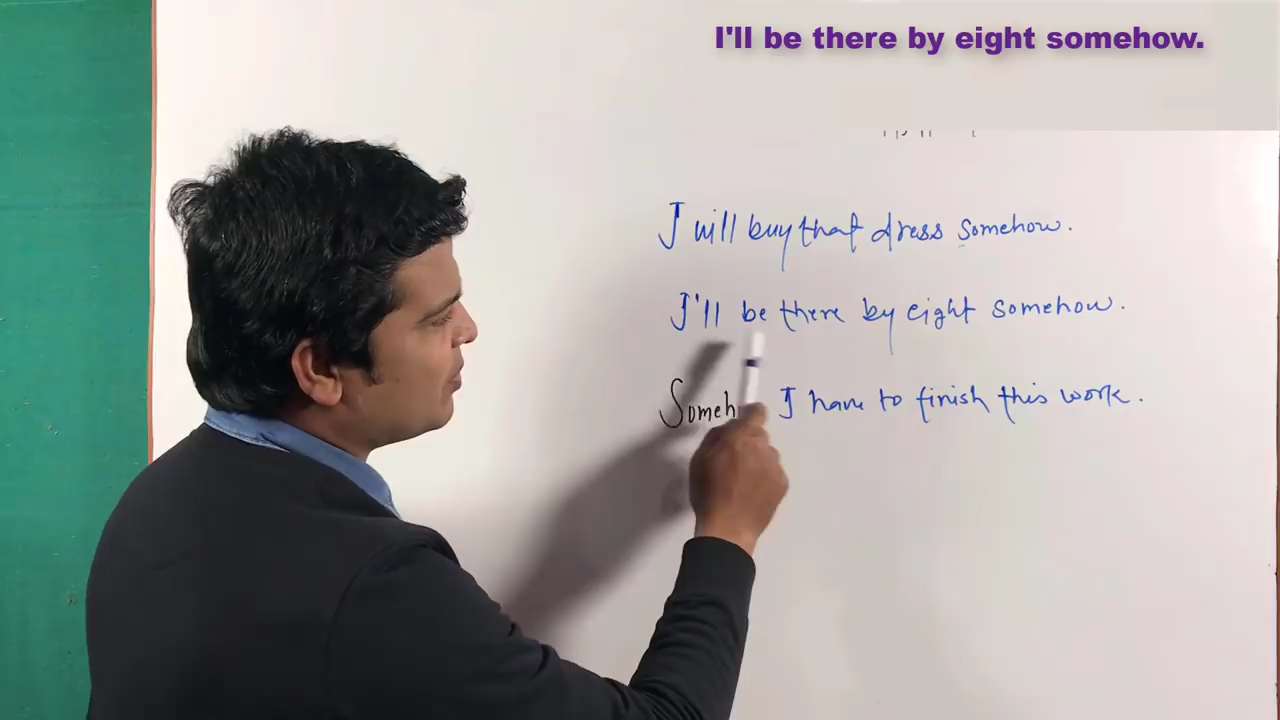 I'll be there by eight somehow.
I will buy that dress somehow.
I'll be there by eight somehow.
Someh I have to finish this work.